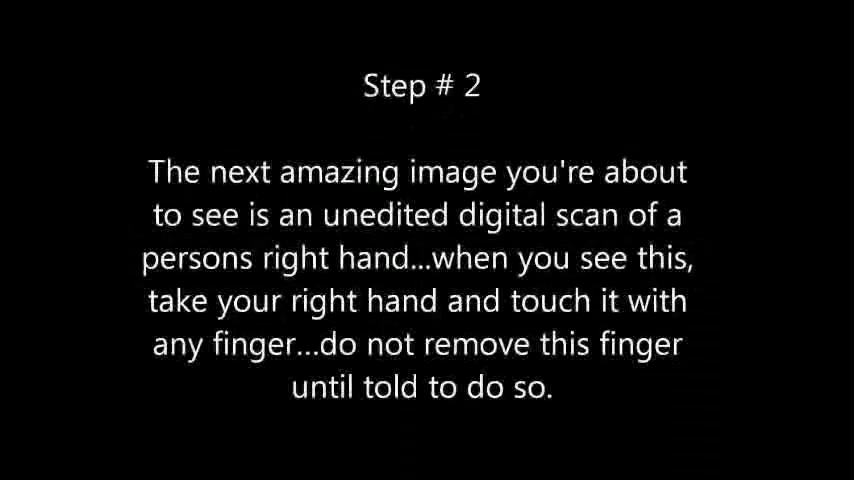 Step # 2
The next amazing image you're about
to see is an unedited digital scan of a
persons right hand...when you see this,
take your right hand and touch it with
any finger...do not remove this finger
until told to do so.